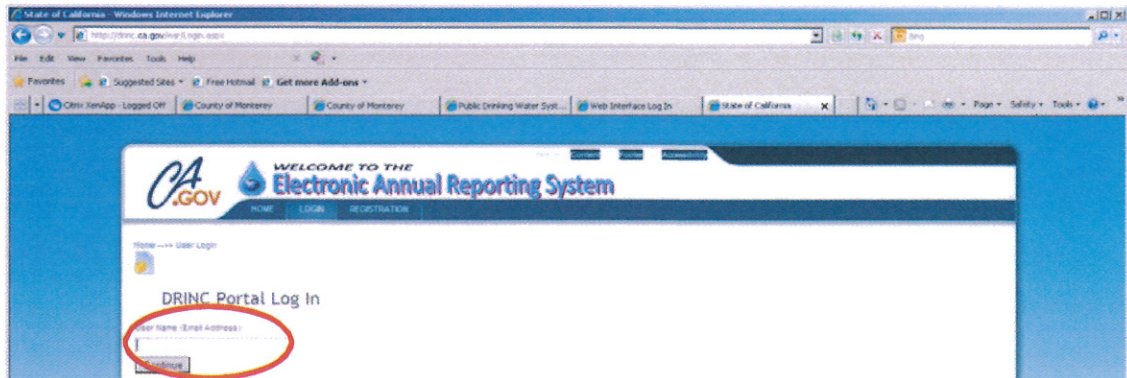 State of California - Windows Internet Explorer
http://drinc.ca.gov/ear/Login.aspx
Bing
File Edit View Favorites Tools Help
Favorites Suggested Sites Free Hotmail Get more Add-ons
Citrix XenApp - Logged Off County of Monterey County of Monterey Public Drinking Water Syst... Web Interface Log In State of California Page Safety Tools
Content Footer Accessibility
CA.GOV
WELCOME TO THE
Electronic Annual Reporting System
HOME LOGIN REGISTRATION
Home -->> User Login
DRINC Portal Log In
User Name (Email Address):
Continue